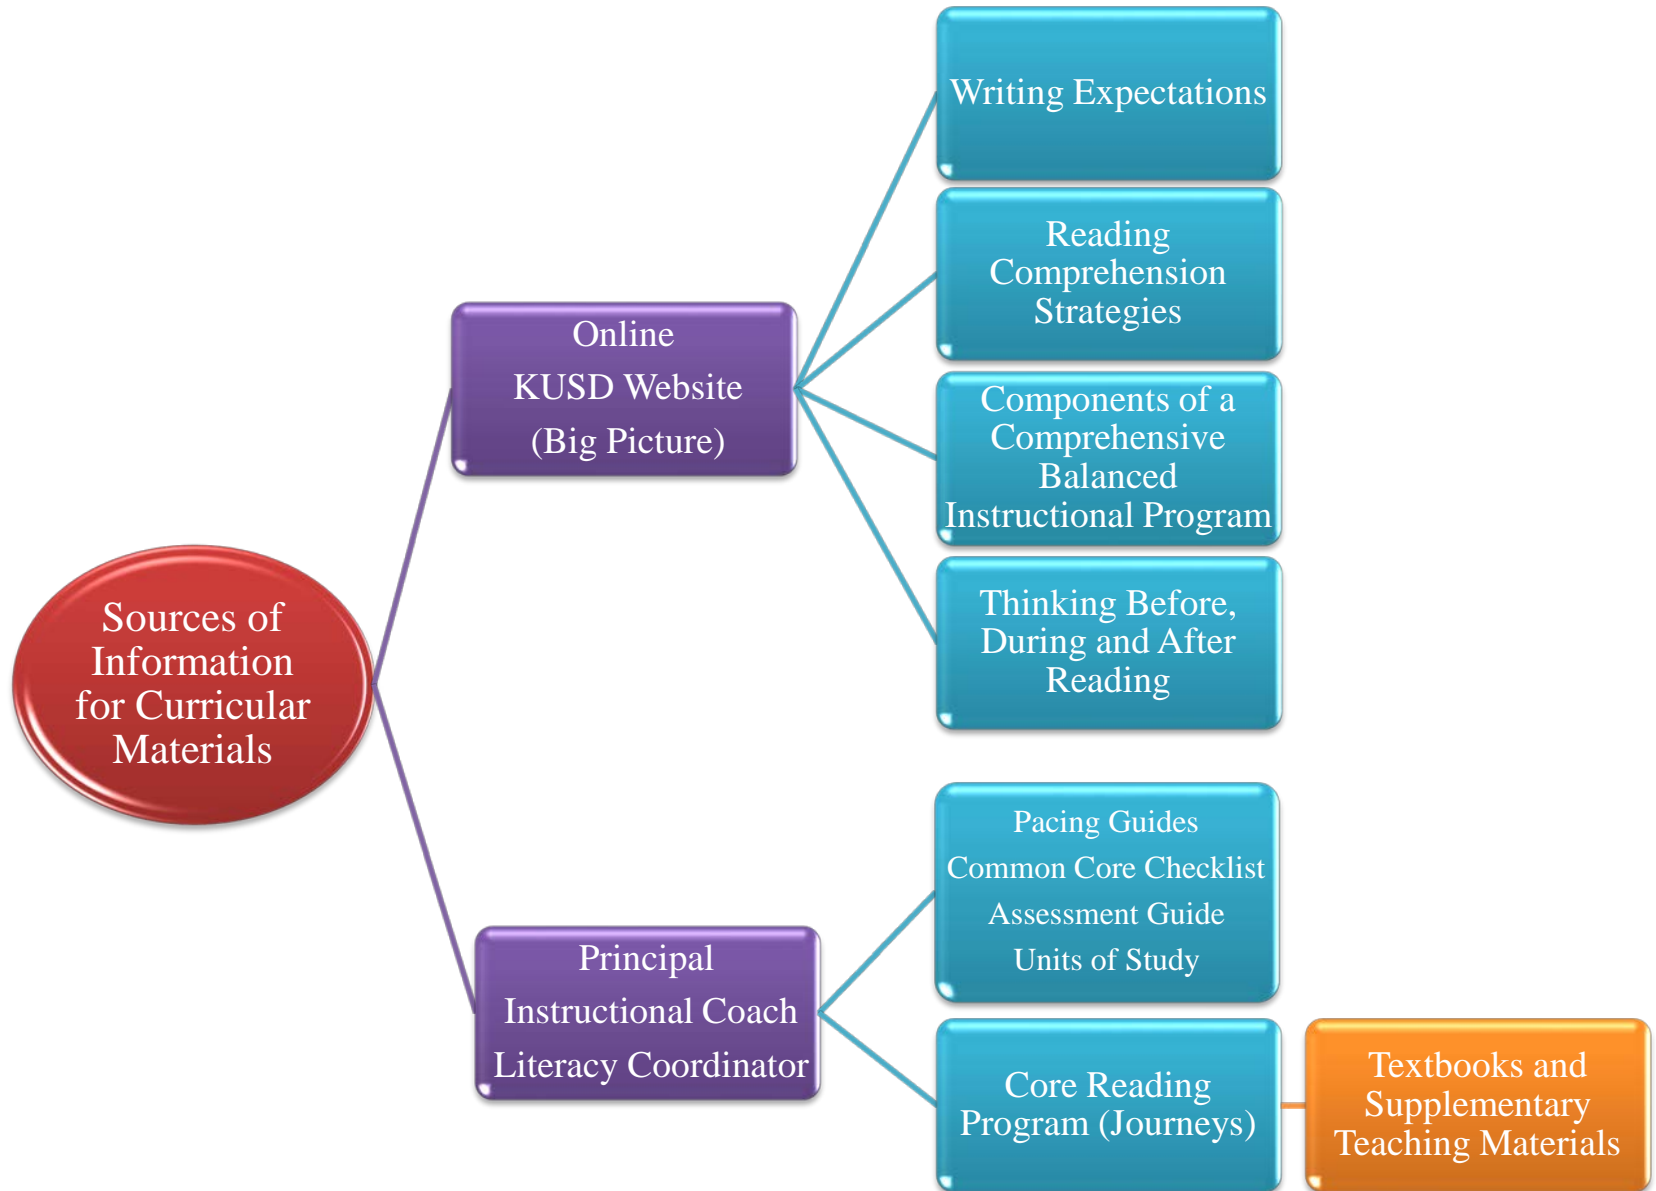 Sources of
Information
for Curricular
Materials
Online
KUSD Website
(Big Picture)
Writing Expectations
Reading
Comprehension
Strategies
Components of a
Comprehensive
Balanced
Instructional Program
Thinking Before,
During and After
Reading
Principal
Instructional Coach
Literacy Coordinator
Pacing Guides
Common Core Checklist
Assessment Guide
Units of Study
Core Reading
Program (Journeys)
Textbooks and
Supplementary
Teaching Materials